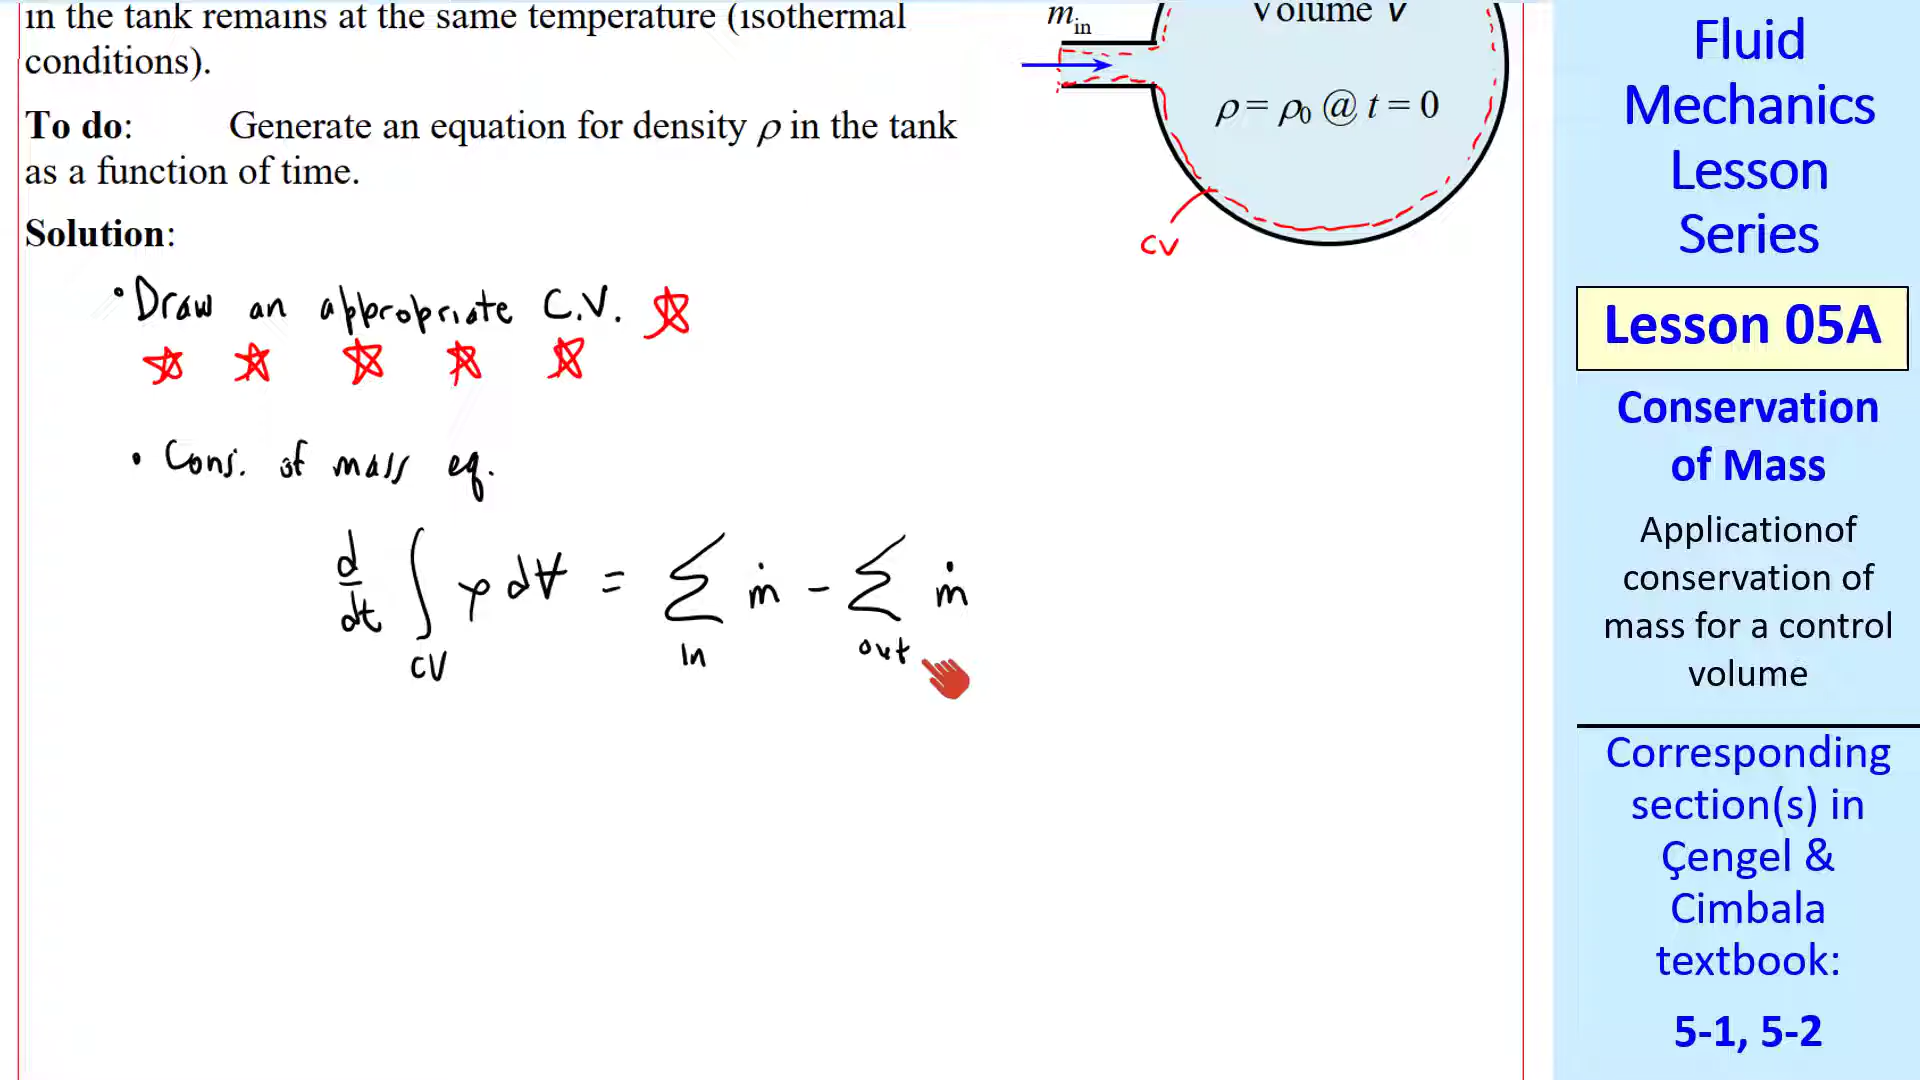 in the tank remains at the same temperature (isothermal
conditions).
To do: Generate an equation for density ρ in the tank
as a function of time.
Solution:
• Draw an appropriate C.V.
• Cons. of mass eq.
d/dt ∫ ρ dV̶ = Σ ṁ - Σ ṁ
CV in out
m in
Volume V
ρ = ρ0 @ t = 0
CV
Fluid
Mechanics
Lesson
Series
Lesson 05A
Conservation
of Mass
Applicationof
conservation of
mass for a control
volume
Corresponding
section(s) in
Çengel &
Cimbala
textbook:
5-1, 5-2